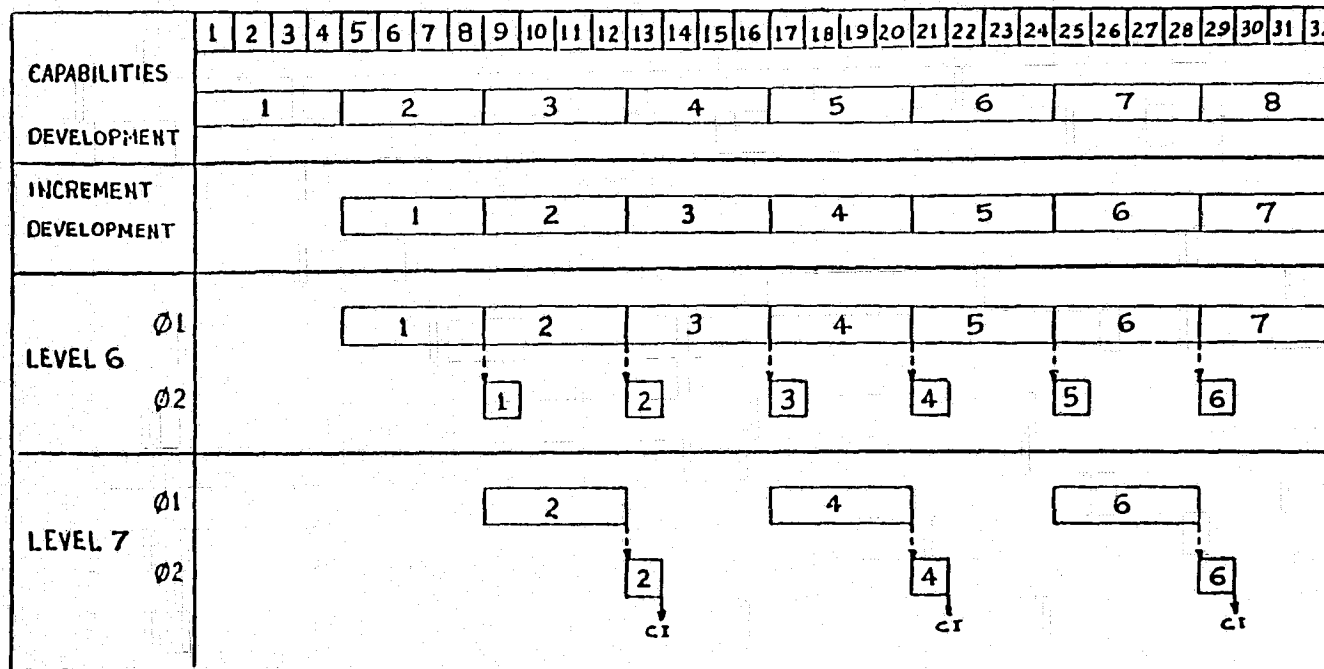 1 2 3 4 5 6 7 8 9 10 11 12 13 14 15 16 17 18 19 20 21 22 23 24 25 26 27 28 29 30 31 32
CAPABILITIES
1 2 3 4 5 6 7 8
DEVELOPMENT
INCREMENT
1 2 3 4 5 6 7
DEVELOPMENT
Ø1 1 2 3 4 5 6 7
LEVEL 6
Ø2 1 2 3 4 5 6
Ø1 2 4 6
LEVEL 7
Ø2 2 4 6
CI CI CI